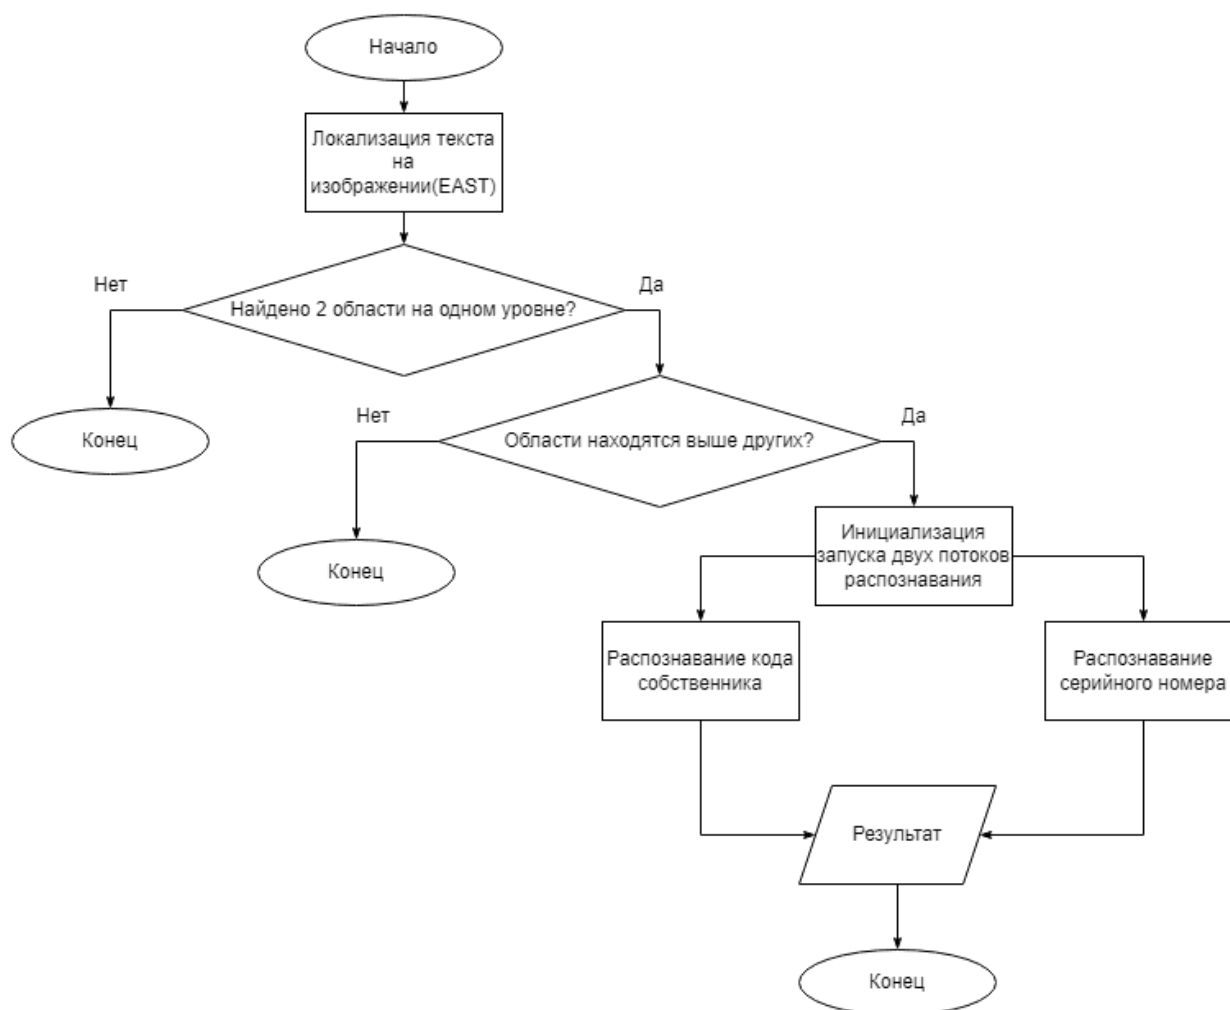 Начало
Локализация текста
на
изображении(EAST)
Нет
Да
Найдено 2 области на одном уровне?
Конец
Нет
Да
Области находятся выше других?
Конец
Инициализация
запуска двух потоков
распознавания
Распознавание кода
собственника
Распознавание
серийного номера
Результат
Конец